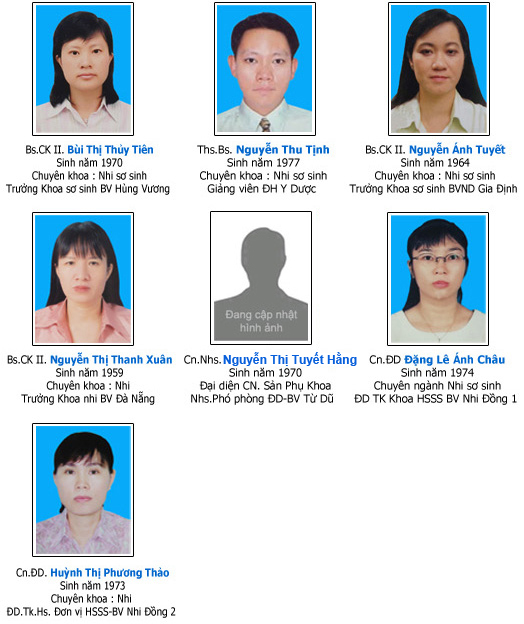 Bs.CK II. Bùi Thị Thủy Tiên
Sinh năm 1970
Chuyên khoa : Nhi sơ sinh
Trưởng Khoa sơ sinh BV Hùng Vương
Ths.Bs. Nguyễn Thu Tịnh
Sinh năm 1977
Chuyên khoa : Nhi sơ sinh
Giảng viên ĐH Y Dược
Bs.CK II. Nguyễn Ánh Tuyết
Sinh năm 1964
Chuyên khoa : Nhi sơ sinh
Trưởng Khoa sơ sinh BVND Gia Định
Bs.CK II. Nguyễn Thị Thanh Xuân
Sinh năm 1959
Chuyên khoa : Nhi
Trưởng Khoa nhi BV Đà Nẵng
Đang cập nhật
hình ảnh
Cn.Nhs. Nguyễn Thị Tuyết Hằng
Sinh năm 1970
Đại diện CN. Sản Phụ Khoa
Nhs.Phó phòng ĐD-BV Từ Dũ
Cn.ĐD Đặng Lê Ánh Châu
Sinh năm 1974
Chuyên ngành Nhi sơ sinh
ĐD TK Khoa HSSS BV Nhi Đồng 1
Cn.ĐD. Huỳnh Thị Phương Thảo
Sinh năm 1973
Chuyên khoa : Nhi
ĐD.Tk.Hs. Đơn vị HSSS-BV Nhi Đồng 2